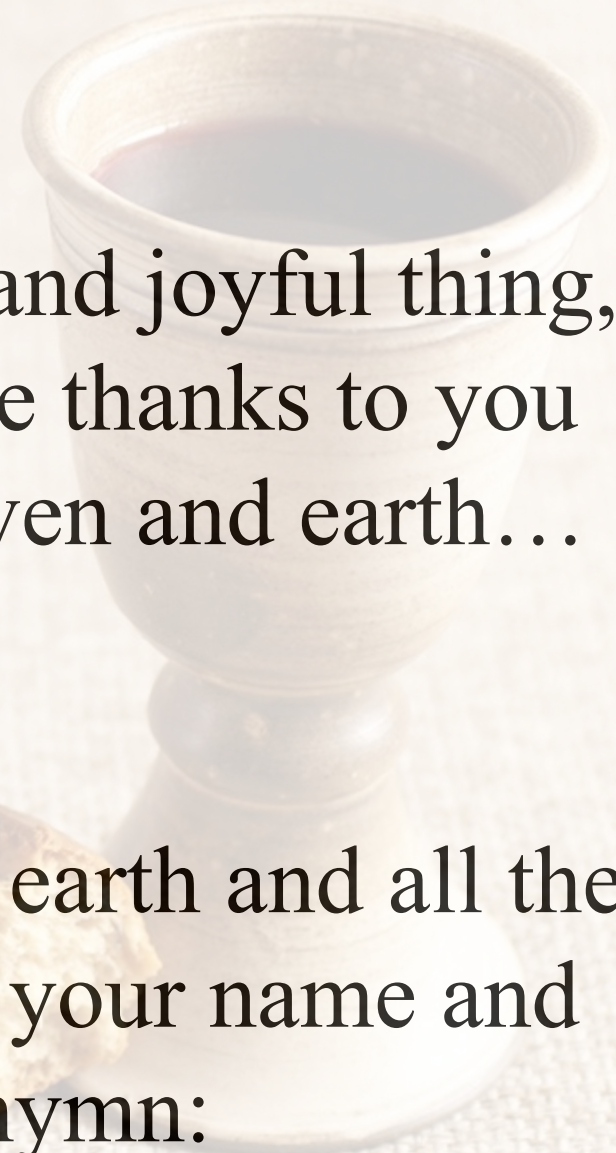 and joyful thing,
e thanks to you
ven and earth…
earth and all the
your name and
hymn: